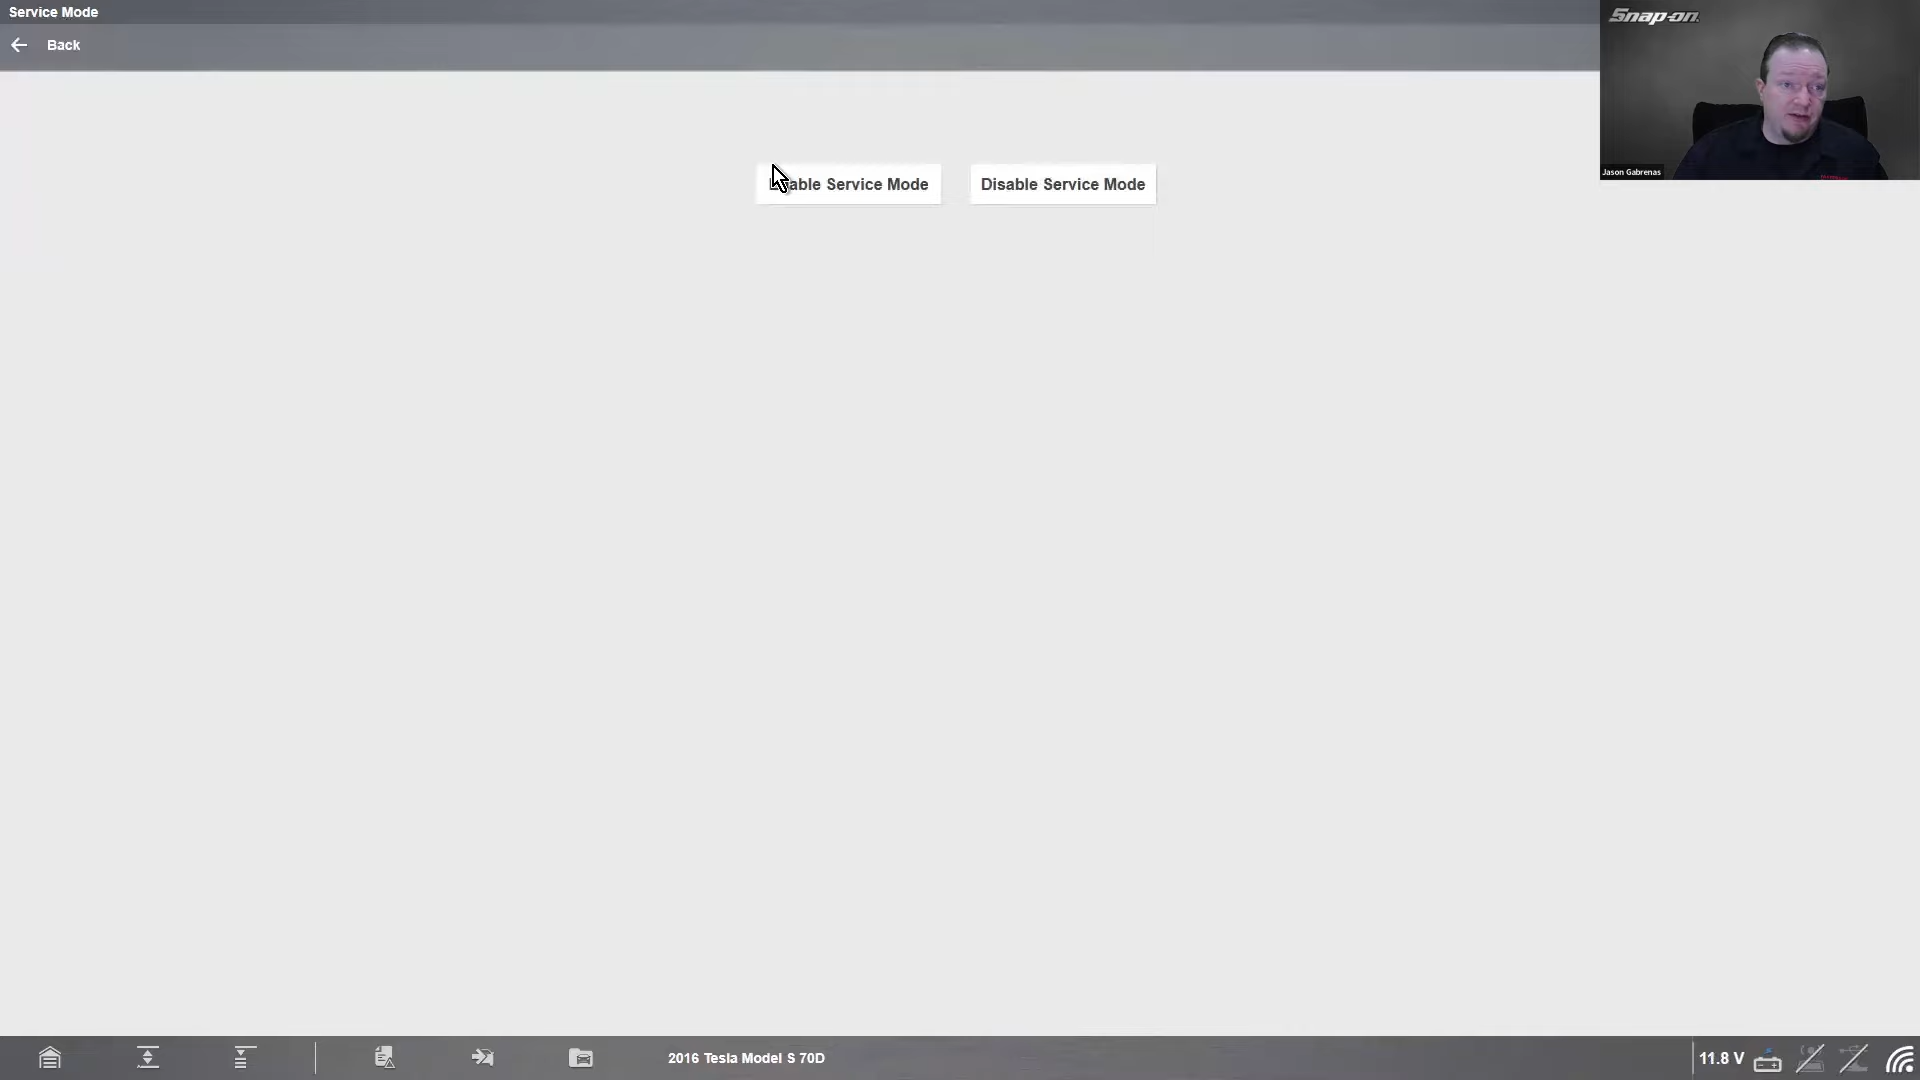 Service Mode
Back
Snap-on
Jason Gabrenas
able Service Mode
Disable Service Mode
2016 Tesla Model S 70D
11.8 V